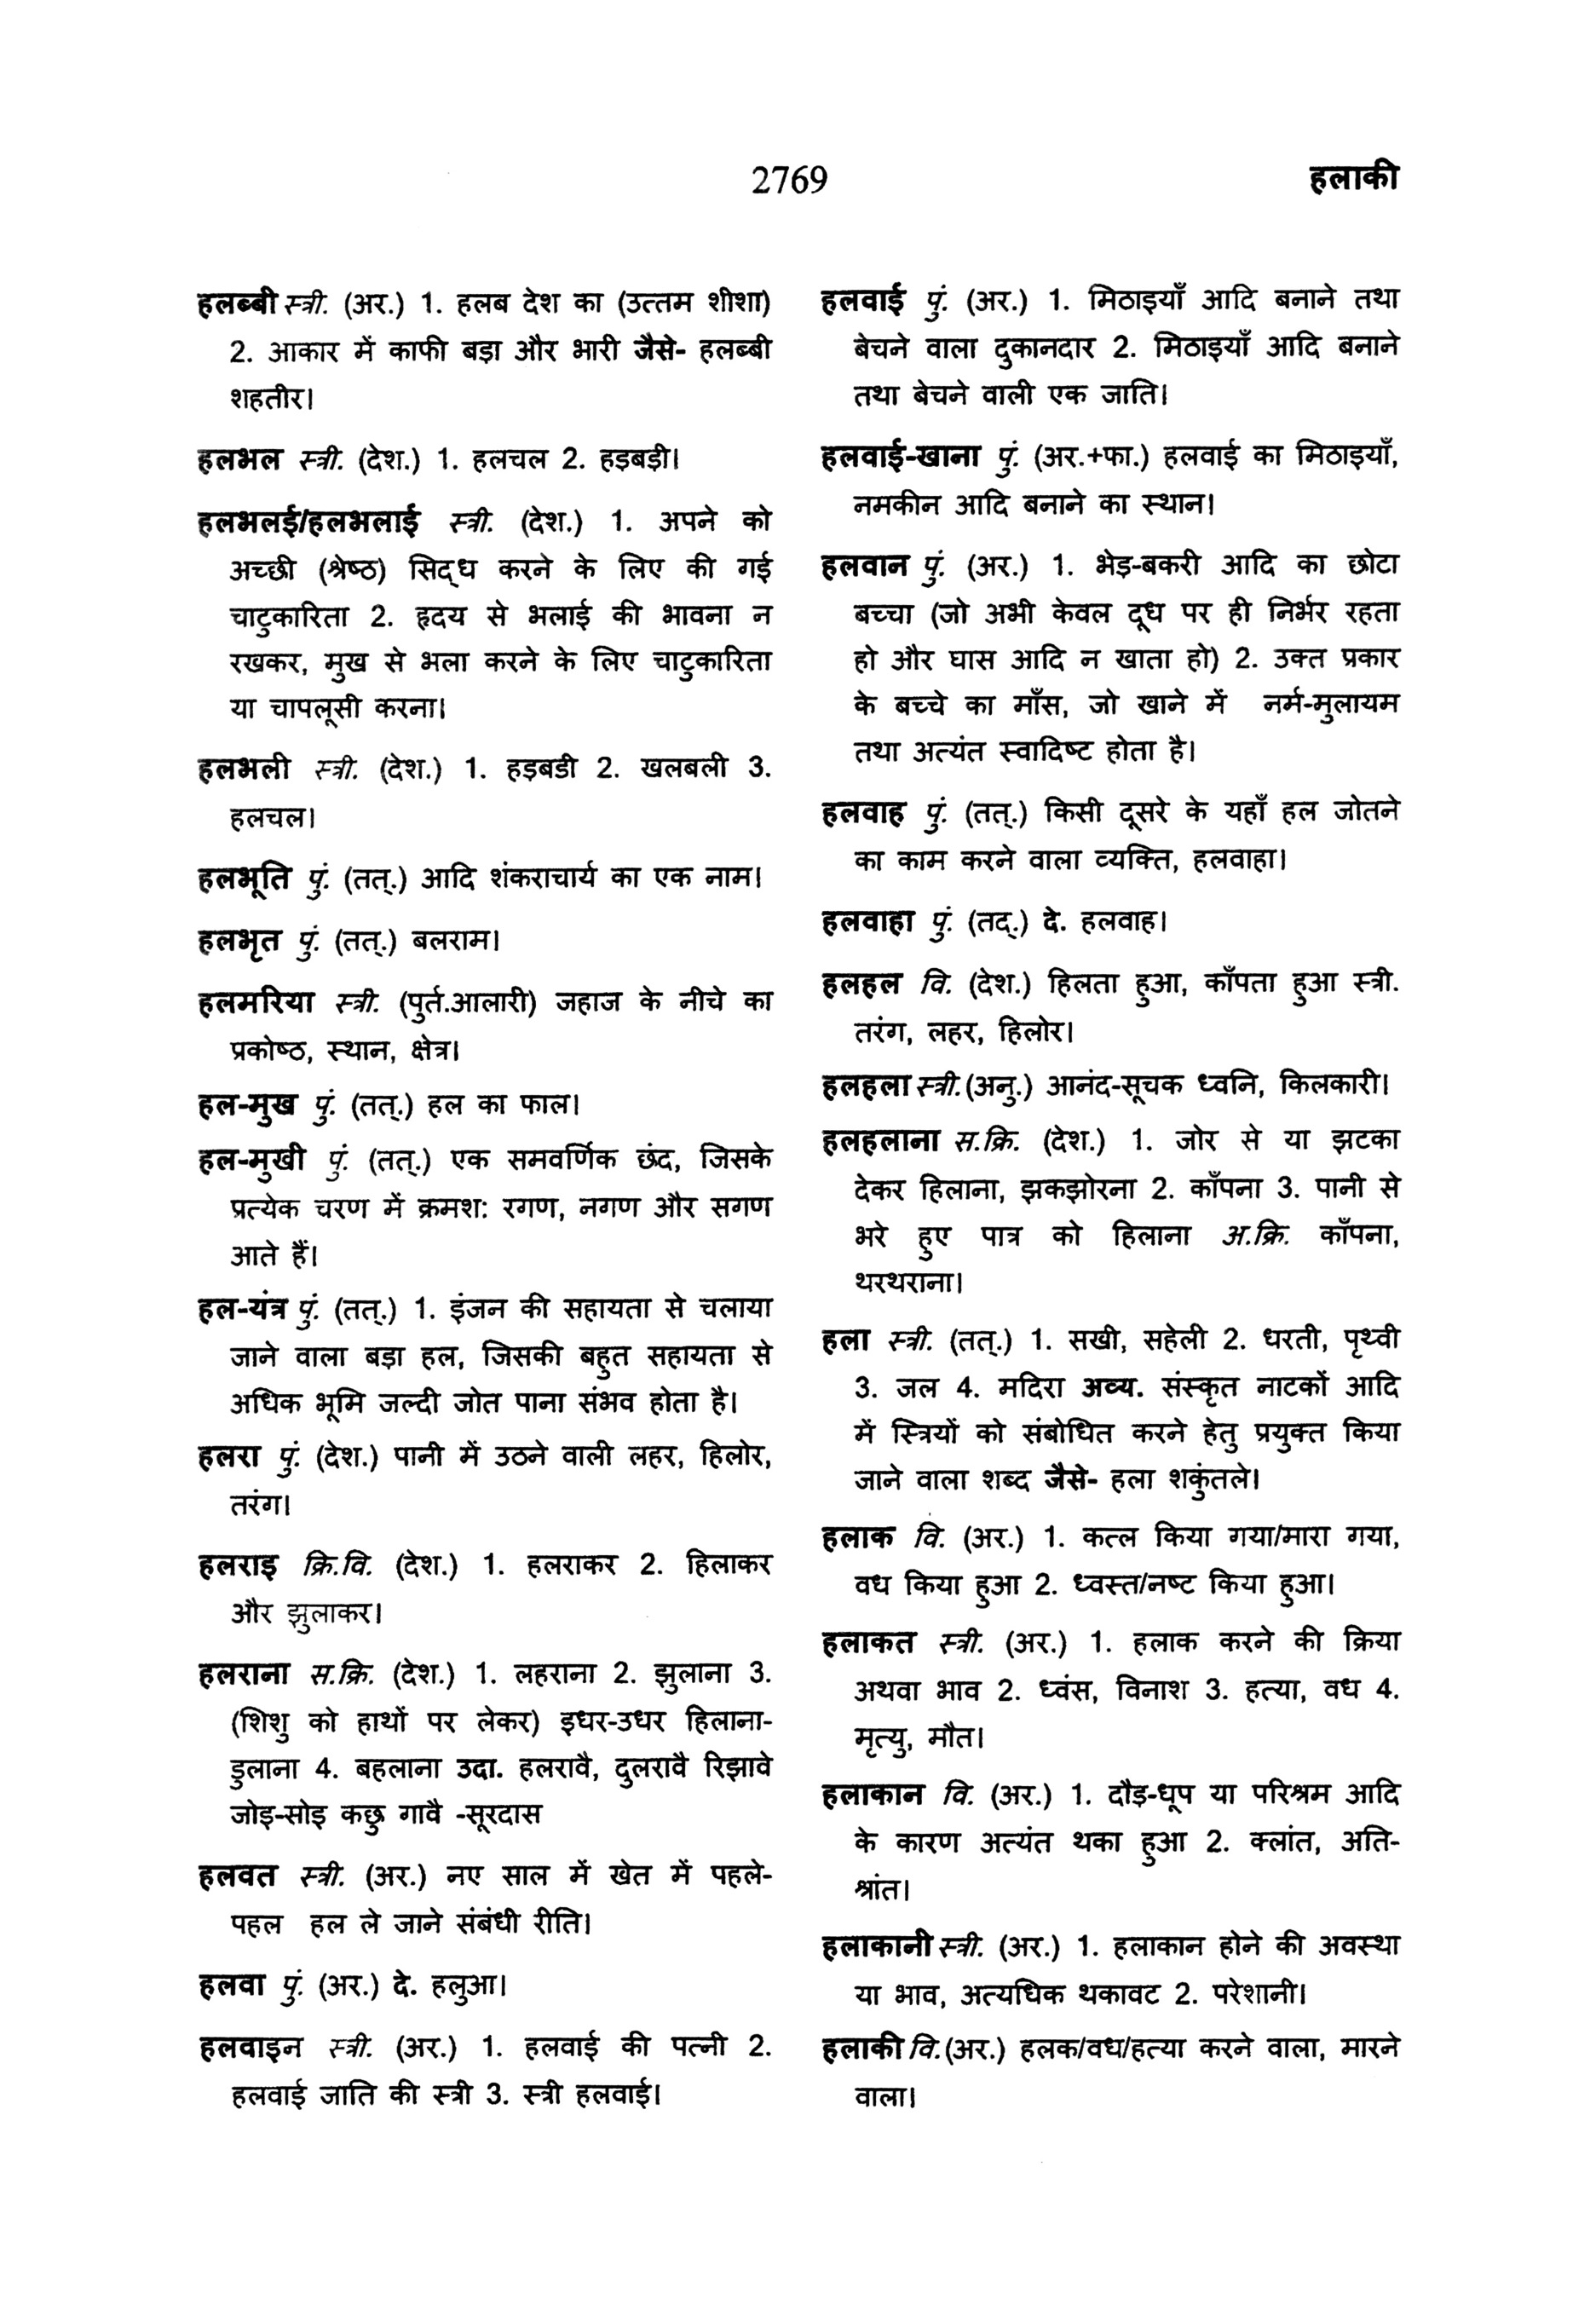 2769
हलाकी
हलब्बी स्त्री. (अर.) 1. हलब देश का (उत्तम शीशा)
2. आकार में काफी बड़ा और भारी जैसे- हलब्बी
शहतीर।
हलभल स्त्री. (देश.) 1. हलचल 2. हड़बड़ी।
हलभलई/हलभलाई स्त्री. (देश.) 1. अपने को
अच्छी (श्रेष्ठ) सिद्ध करने के लिए की गई
चाटुकारिता 2. हृदय से भलाई की भावना न
रखकर, मुख से भला करने के लिए चाटुकारिता
या चापलूसी करना।
हलभली स्त्री. (देश.) 1. हड़बडी 2. खलबली 3.
हलचल।
हलभूति पुं. (तत्.) आदि शंकराचार्य का एक नाम।
हलभृत पुं. (तत्.) बलराम।
हलमरिया स्त्री. (पुर्त.आलारी) जहाज के नीचे का
प्रकोष्ठ, स्थान, क्षेत्र।
हल-मुख पुं. (तत्.) हल का फाल।
हल-मुखी पुं. (तत्.) एक समवर्णिक छंद, जिसके
प्रत्येक चरण में क्रमश: रगण, नगण और सगण
आते हैं।
हल-यंत्र पुं. (तत्.) 1. इंजन की सहायता से चलाया
जाने वाला बड़ा हल, जिसकी बहुत सहायता से
अधिक भूमि जल्दी जोत पाना संभव होता है।
हलरा पुं. (देश.) पानी में उठने वाली लहर, हिलोर,
तरंग।
हलराइ क्रि.वि. (देश.) 1. हलराकर 2. हिलाकर
और झुलाकर।
हलराना स.क्रि. (देश.) 1. लहराना 2. झुलाना 3.
(शिशु को हाथों पर लेकर) इधर-उधर हिलाना-
डुलाना 4. बहलाना उदा. हलरावै, दुलरावै रिझावे
जोइ-सोइ कछु गावै -सूरदास
हलवत स्त्री. (अर.) नए साल में खेत में पहले-
पहल हल ले जाने संबंधी रीति।
हलवा पुं. (अर.) दे. हलुआ।
हलवाइन स्त्री. (अर.) 1. हलवाई की पत्नी 2.
हलवाई जाति की स्त्री 3. स्त्री हलवाई।
हलवाई पुं. (अर.) 1. मिठाइयाँ आदि बनाने तथा
बेचने वाला दुकानदार 2. मिठाइयाँ आदि बनाने
तथा बेचने वाली एक जाति।
हलवाई-खाना पुं. (अर.+फा.) हलवाई का मिठाइयाँ,
नमकीन आदि बनाने का स्थान।
हलवान पुं. (अर.) 1. भेड़-बकरी आदि का छोटा
बच्चा (जो अभी केवल दूध पर ही निर्भर रहता
हो और घास आदि न खाता हो) 2. उक्त प्रकार
के बच्चे का माँस, जो खाने में नर्म-मुलायम
तथा अत्यंत स्वादिष्ट होता है।
हलवाह पुं. (तत्.) किसी दूसरे के यहाँ हल जोतने
का काम करने वाला व्यक्ति, हलवाहा।
हलवाहा पुं. (तद्.) दे. हलवाह।
हलहल वि. (देश.) हिलता हुआ, काँपता हुआ स्त्री.
तरंग, लहर, हिलोर।
हलहला स्त्री.(अनु.) आनंद-सूचक ध्वनि, किलकारी।
हलहलाना स.क्रि. (देश.) 1. जोर से या झटका
देकर हिलाना, झकझोरना 2. काँपना 3. पानी से
भरे हुए पात्र को हिलाना अ.क्रि. काँपना,
थरथराना।
हला स्त्री. (तत्.) 1. सखी, सहेली 2. धरती, पृथ्वी
3. जल 4. मदिरा अव्य. संस्कृत नाटकों आदि
में स्त्रियों को संबोधित करने हेतु प्रयुक्त किया
जाने वाला शब्द जैसे- हला शकुंतले।
हलाक वि. (अर.) 1. कत्ल किया गया/मारा गया,
वध किया हुआ 2. ध्वस्त/नष्ट किया हुआ।
हलाकत स्त्री. (अर.) 1. हलाक करने की क्रिया
अथवा भाव 2. ध्वंस, विनाश 3. हत्या, वध 4.
मृत्यु, मौत।
हलाकान वि. (अर.) 1. दौड़-धूप या परिश्रम आदि
के कारण अत्यंत थका हुआ 2. क्लांत, अति-
श्रांत।
हलाकानी स्त्री. (अर.) 1. हलाकान होने की अवस्था
या भाव, अत्यधिक थकावट 2. परेशानी।
हलाकी वि.(अर.) हलक/वध/हत्या करने वाला, मारने
वाला।